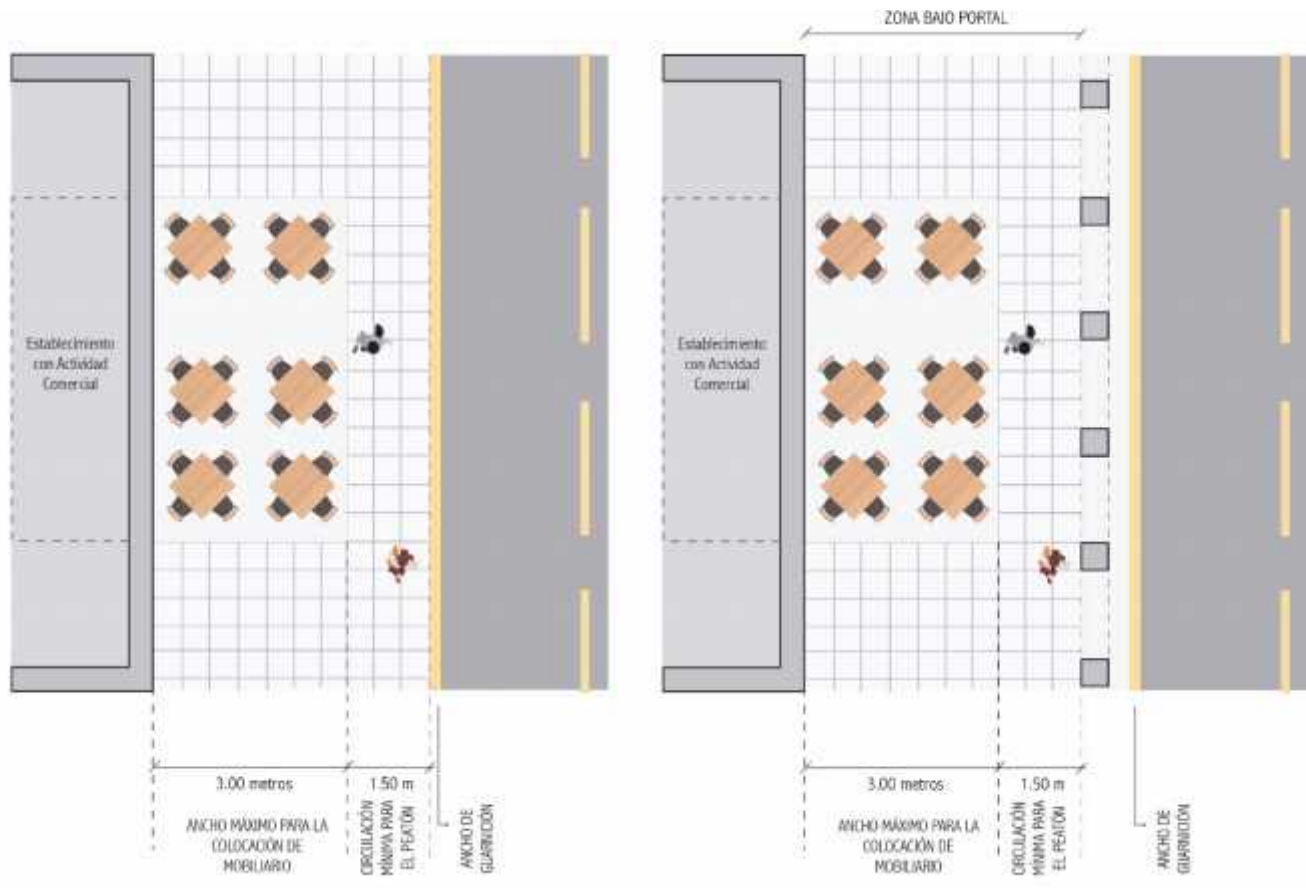 ZONA BAJO PORTAL
Establecimiento
con Actividad
Comercial
3.00 metros
1.50 m
ANCHO MÁXIMO PARA LA
COLOCACIÓN DE
MOBILIARIO
CIRCULACIÓN
MÍNIMA PARA
EL PEATÓN
ANCHO DE
GUARNICIÓN
Establecimiento
con Actividad
Comercial
3.00 metros
1.50 m
ANCHO MÁXIMO PARA LA
COLOCACIÓN DE
MOBILIARIO
CIRCULACIÓN
MÍNIMA PARA
EL PEATÓN
ANCHO DE
GUARNICIÓN